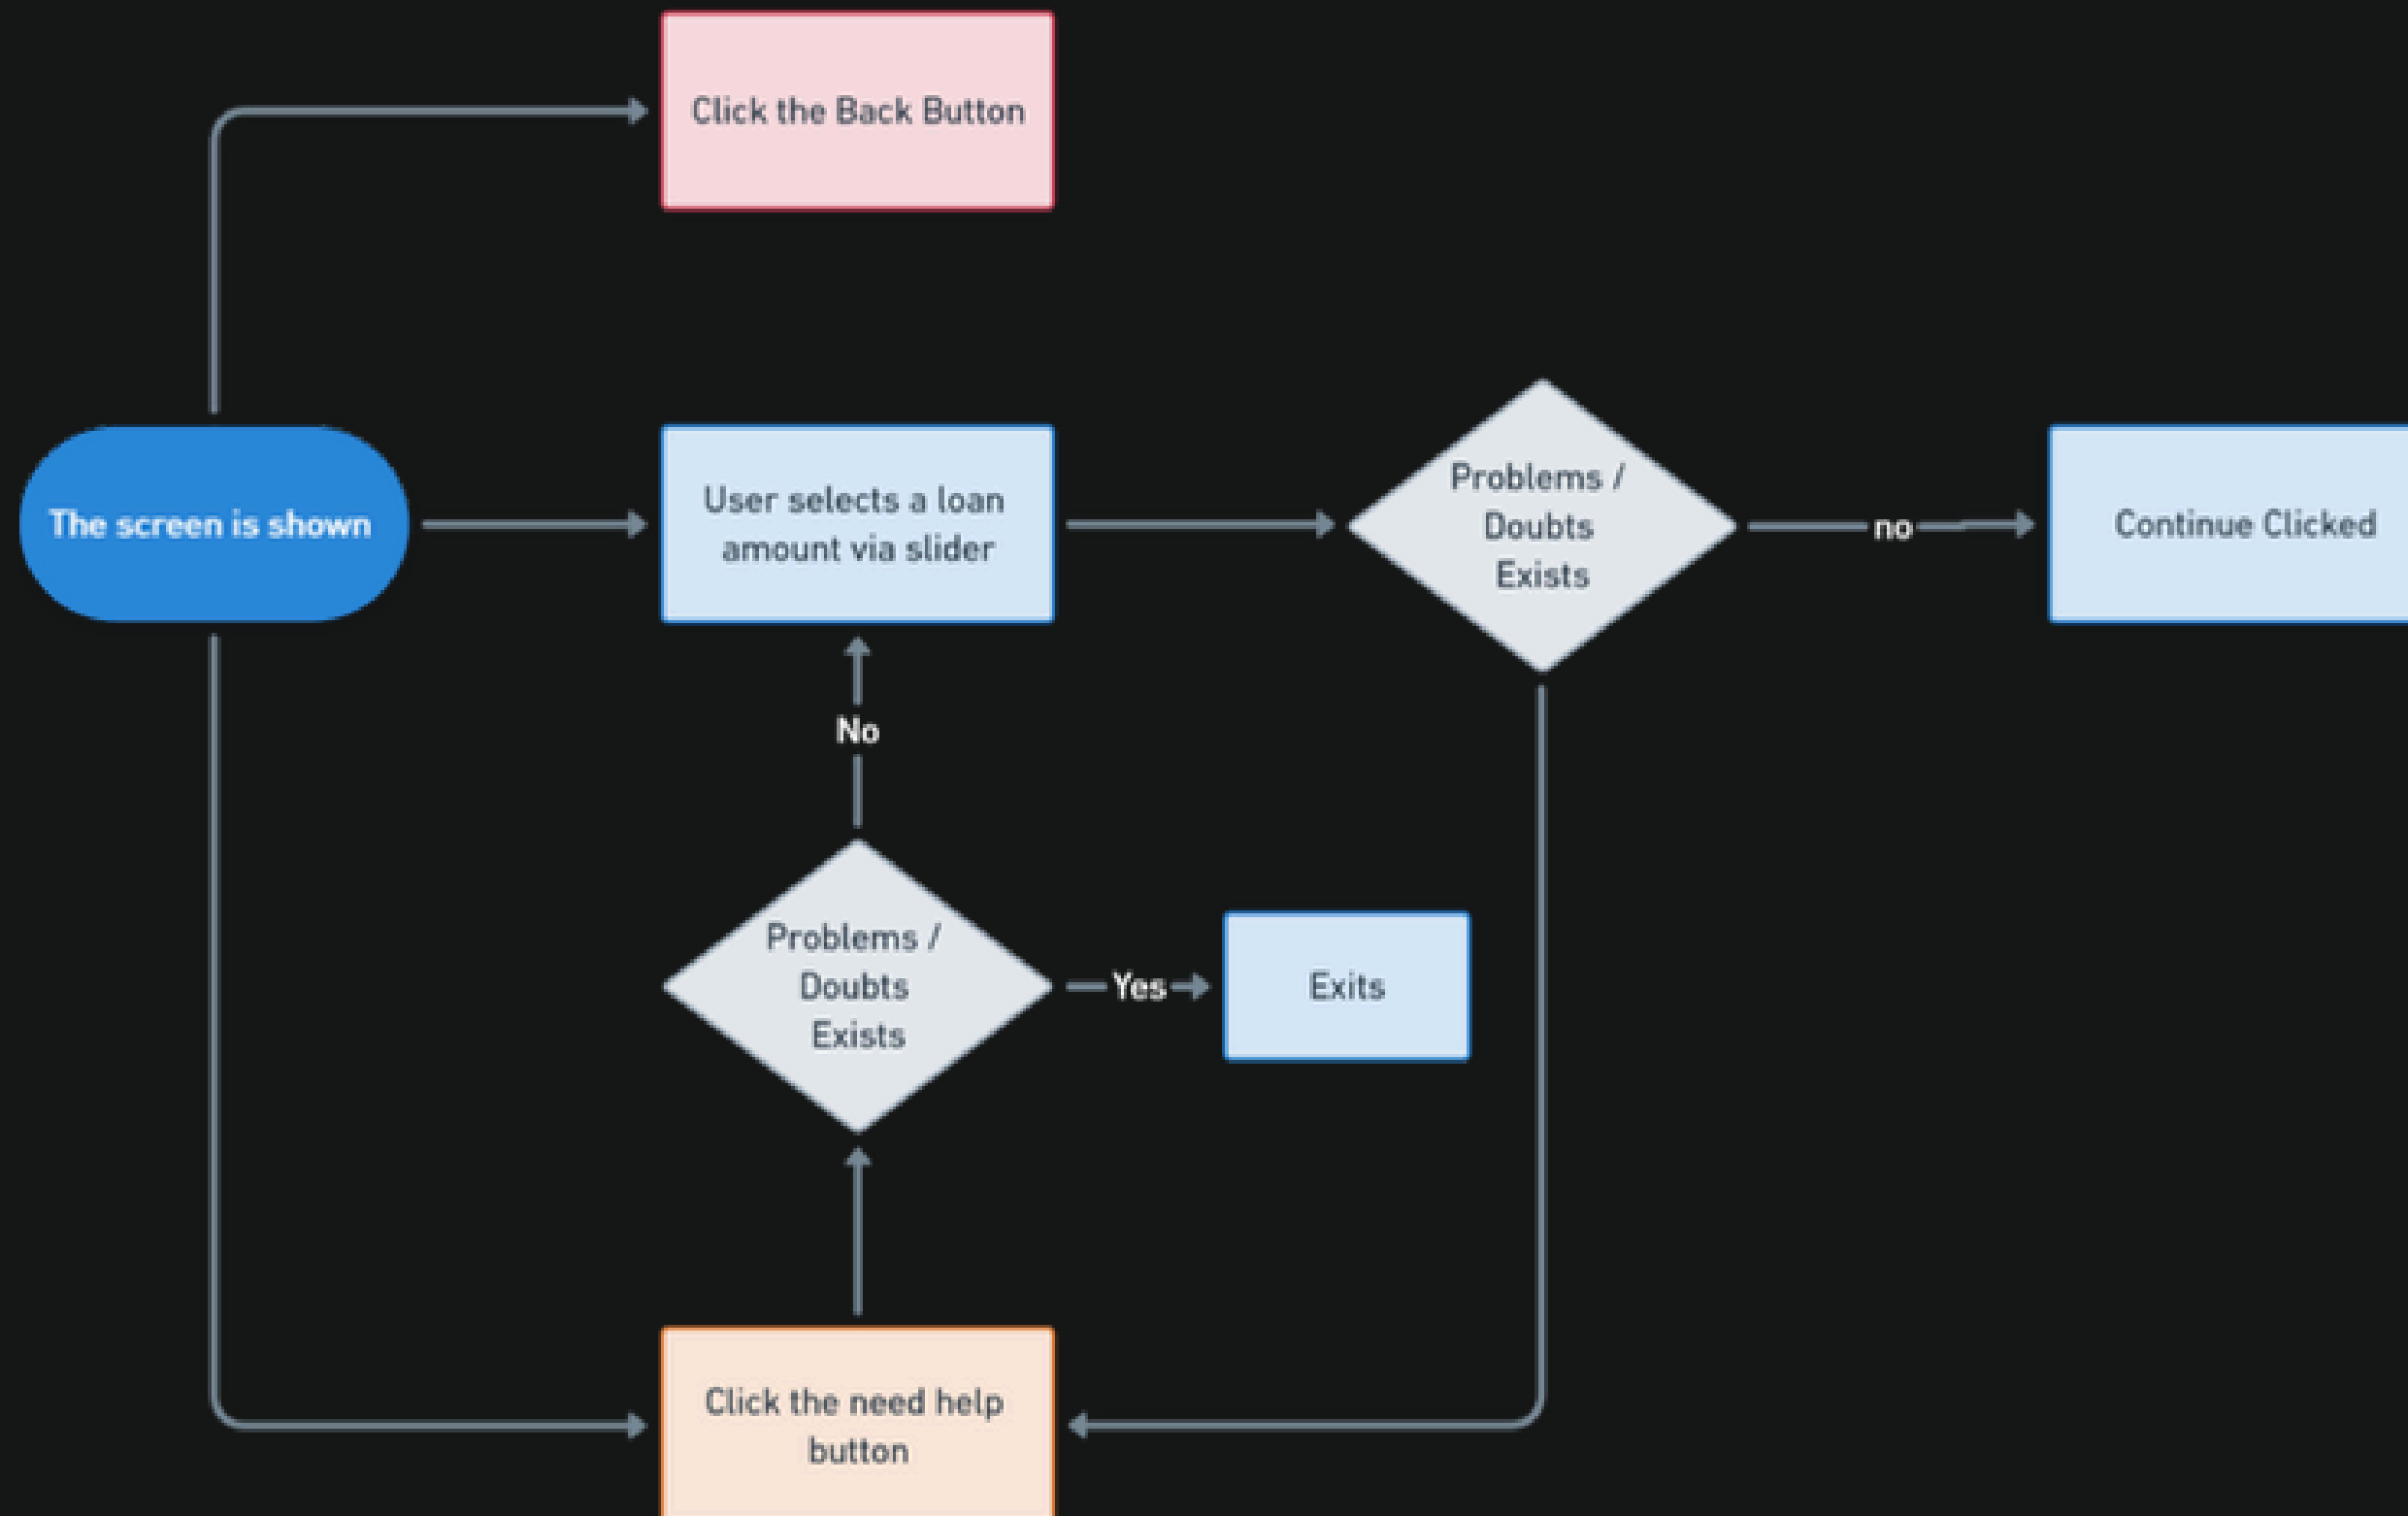 Click the Back Button
The screen is shown
User selects a loan
amount via slider
Problems /
Doubts
Exists
no
Continue Clicked
No
Problems /
Doubts
Exists
Yes
Exits
Click the need help
button